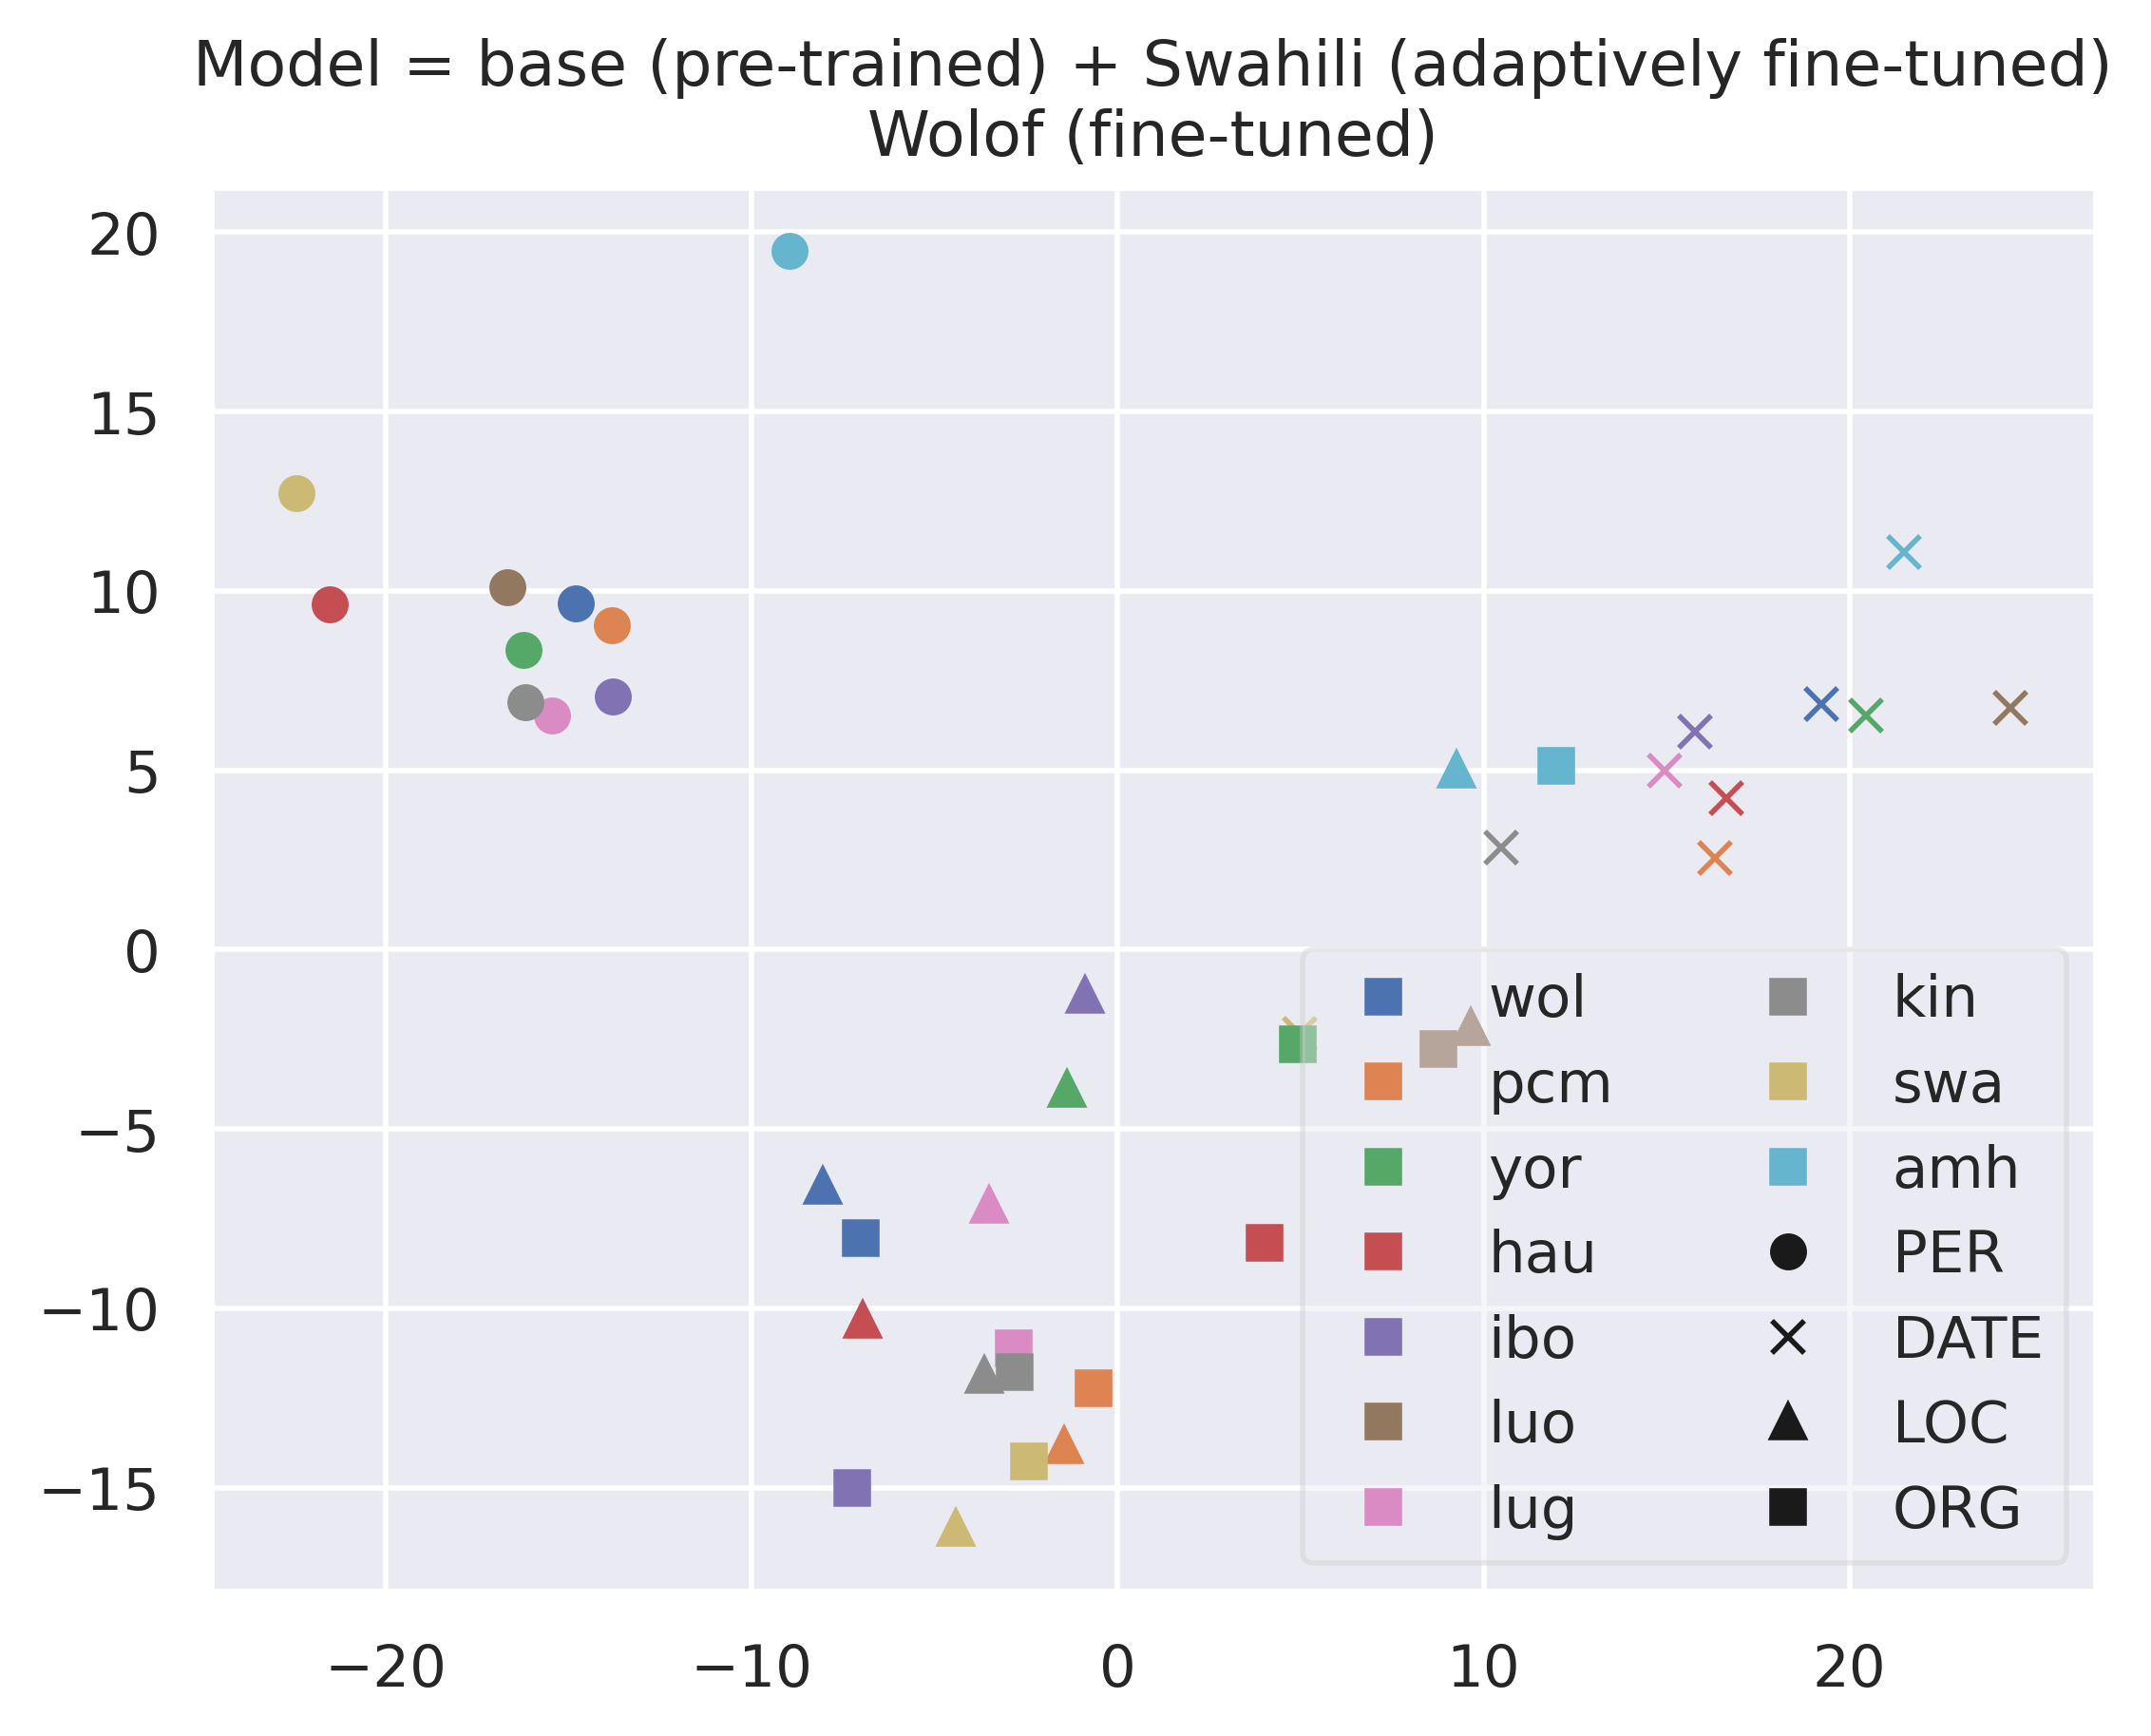 Model = base (pre-trained) + Swahili (adaptively fine-tuned)
Wolof (fine-tuned)
20
15
10
5
0
−5
−10
−15
−20
−10
0
10
20
wol
pcm
yor
hau
ibo
luo
lug
kin
swa
amh
PER
DATE
LOC
ORG